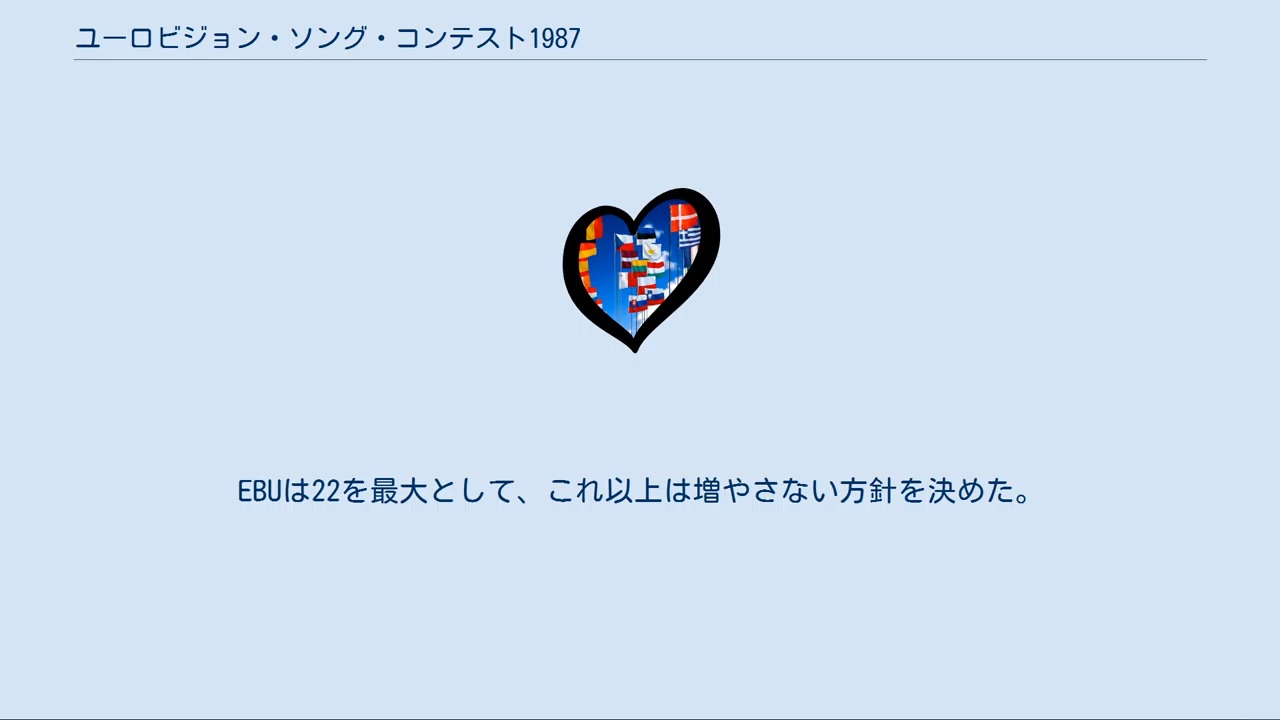 ユーロビジョン・ソング・コンテスト1987
EBUは22を最大として、これ以上は増やさない方針を決めた。